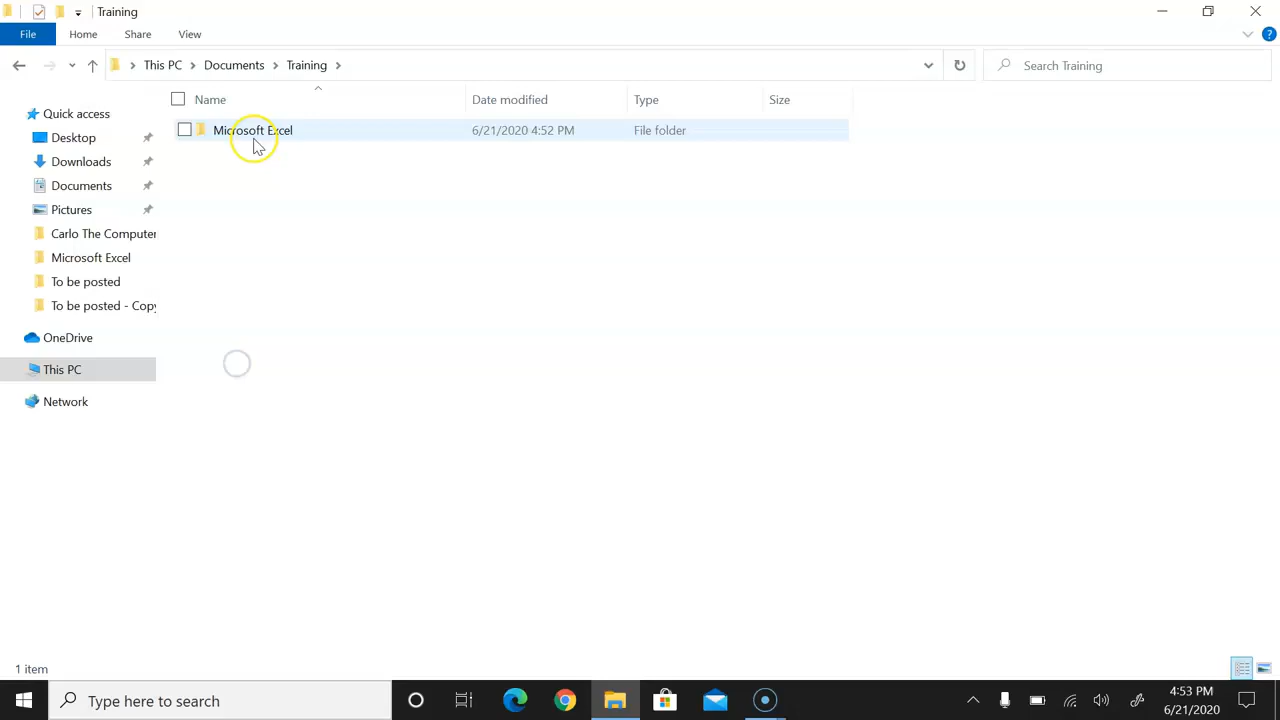 Training
File Home Share View
This PC Documents Training
Search Training
Name Date modified Type Size
Microsoft Excel 6/21/2020 4:52 PM File folder
Quick access
Desktop
Downloads
Documents
Pictures
Carlo The Computer
Microsoft Excel
To be posted
To be posted - Copy
OneDrive
This PC
Network
1 item
Type here to search
4:53 PM
6/21/2020